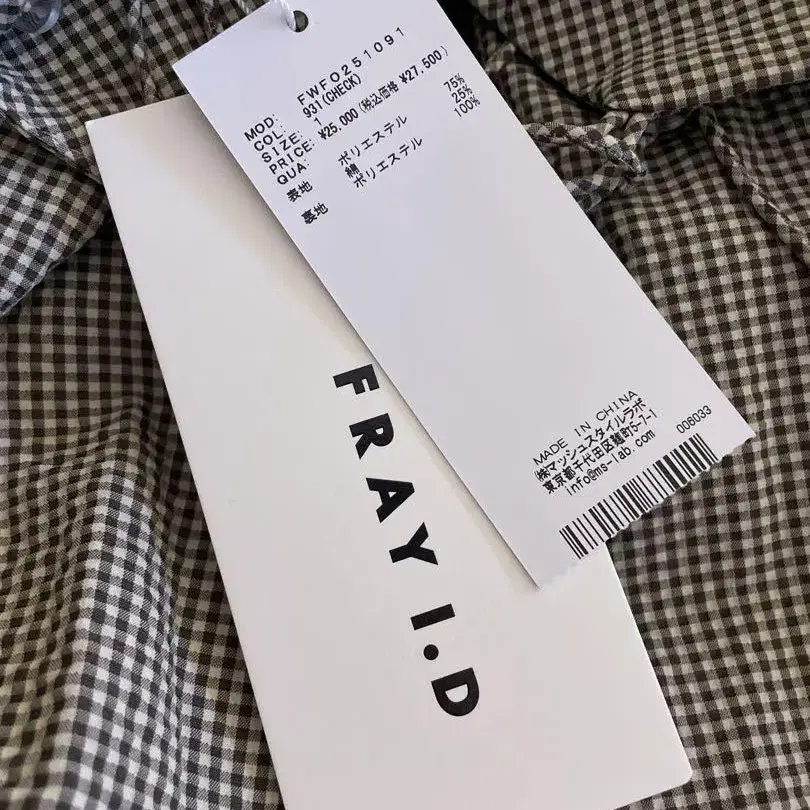 MOD: FWFO251091
COL: 931(CHECK)
SIZE: 1
PRICE: ¥25,000(税込価格 ¥27,500)
QUA:
表地 ポリエステル 75%
綿 25%
裏地 ポリエステル 100%
MADE IN CHINA
㈱マッシュスタイルラボ
東京都千代田区麹町5-7-1
info@ms-lab.com 006033
FRAY I.D